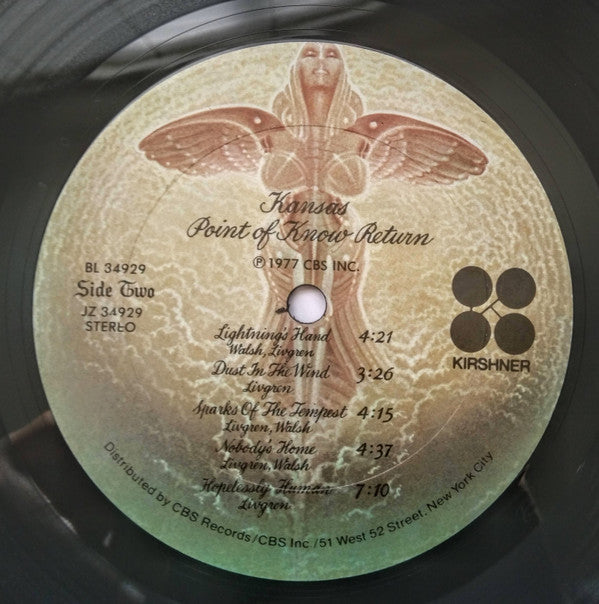 Kansas
Point of Know Return
Ⓟ 1977 CBS INC.
BL 34929
Side Two
JZ 34929
STEREO
KIRSHNER
Lightning's Hand 4:21
Walsh, Livgren
Dust In The Wind 3:26
Livgren
Sparks Of The Tempest 4:15
Livgren, Walsh
Nobody's Home 4:37
Livgren, Walsh
Hopelessly Human 7:10
Livgren
Distributed by CBS Records/CBS Inc./51 West 52 Street, New York City